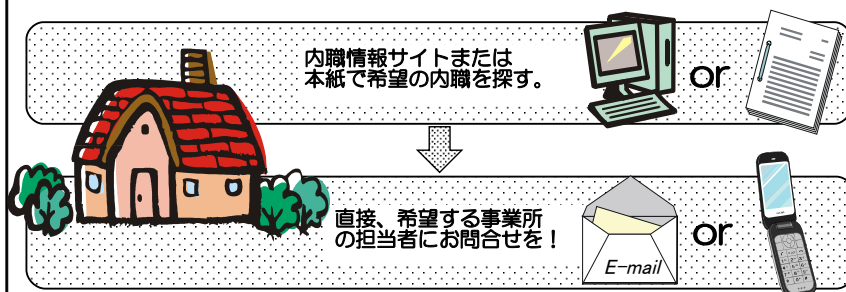 内職情報サイトまたは
本紙で希望の内職を探す。
or
直接、希望する事業所
の担当者にお問合せを！
E-mail
or